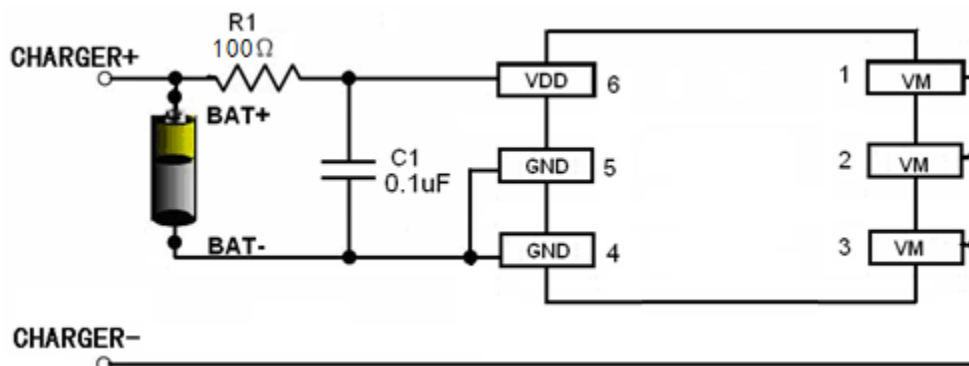 R1
100Ω
CHARGER+
BAT+
VDD 6
1 VM
C1
0.1uF
GND 5
2 VM
BAT-
GND 4
3 VM
CHARGER-